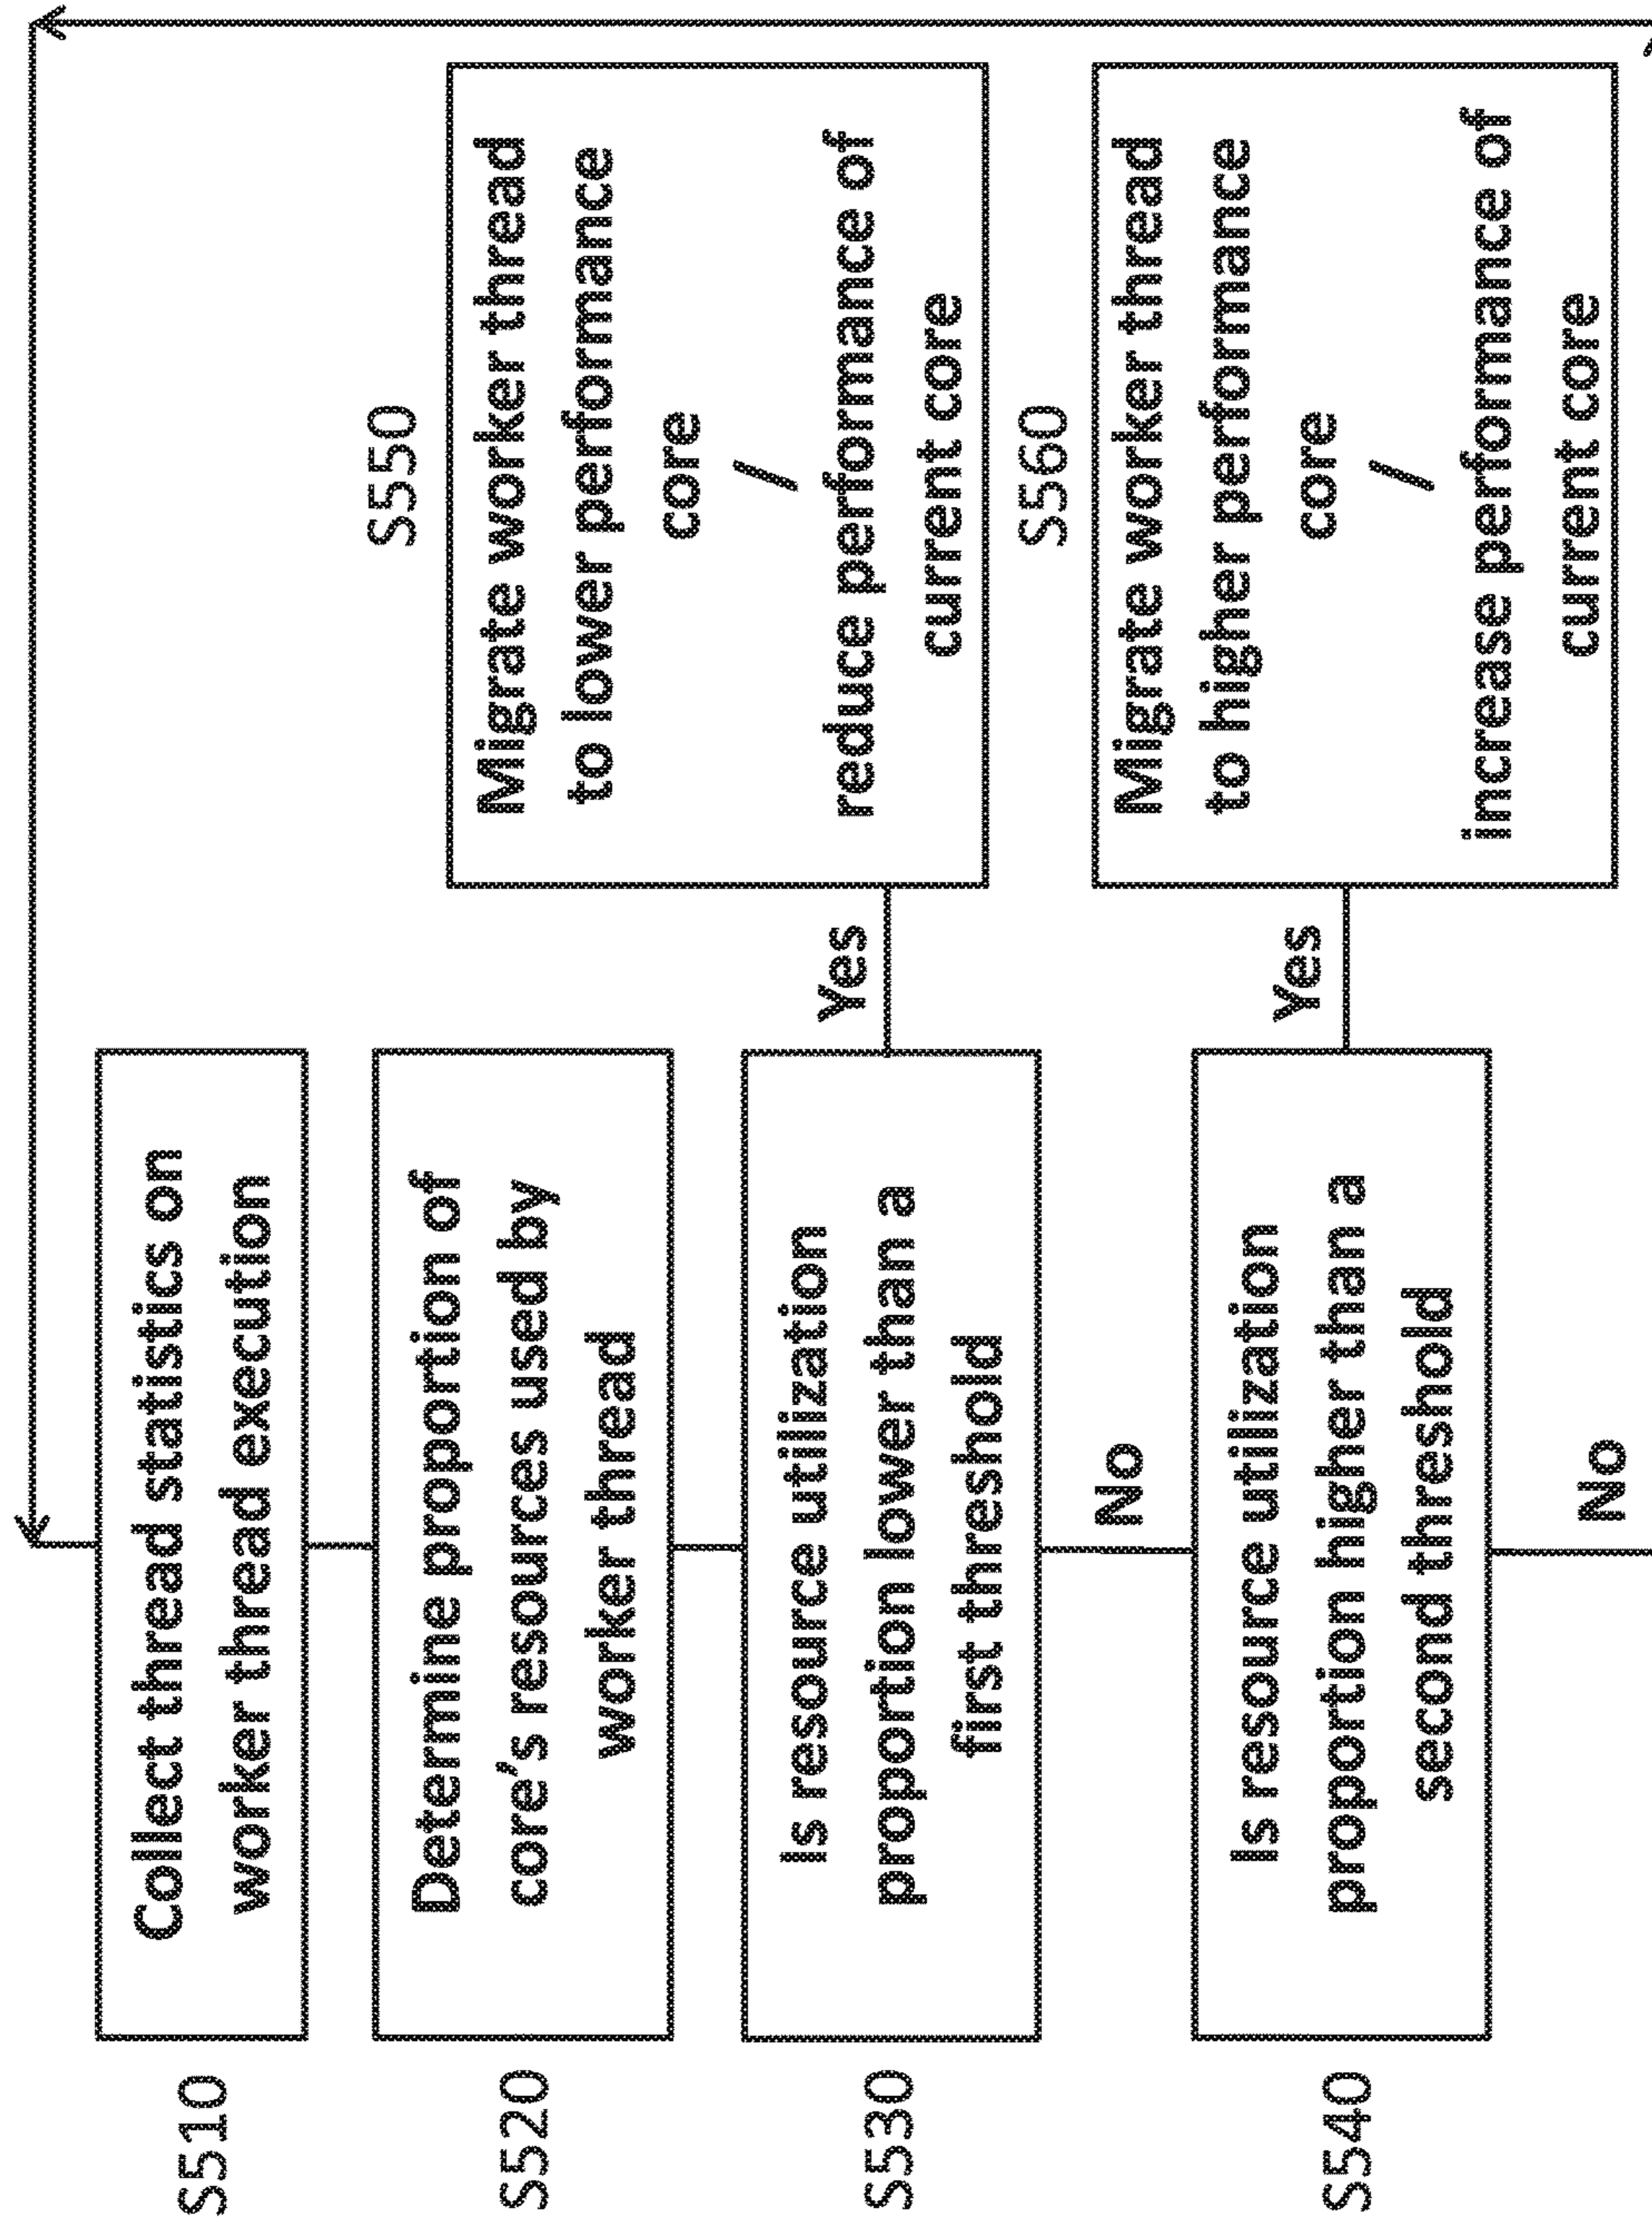 S510
Collect thread statistics on
worker thread execution
S520
Determine proportion of
core's resources used by
worker thread
S530
Is resource utilization
proportion lower than a
first threshold
Yes
S550
Migrate worker thread
to lower performance
core
/
reduce performance of
current core
No
S540
Is resource utilization
proportion higher than a
second threshold
Yes
S560
Migrate worker thread
to higher performance
core
/
increase performance of
current core
No